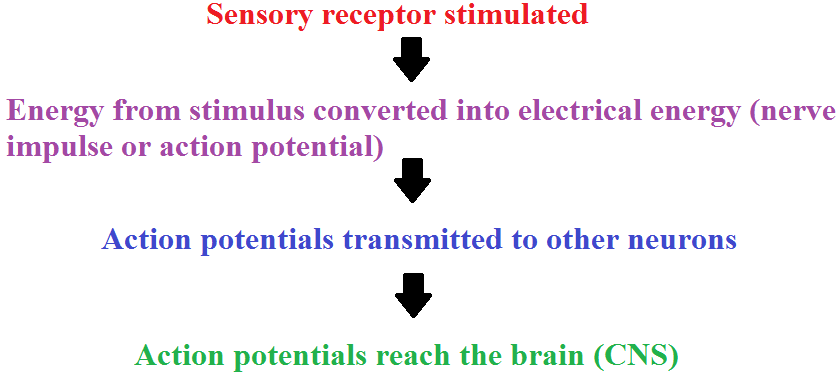 Sensory receptor stimulated
Energy from stimulus converted into electrical energy (nerve
impulse or action potential)
Action potentials transmitted to other neurons
Action potentials reach the brain (CNS)